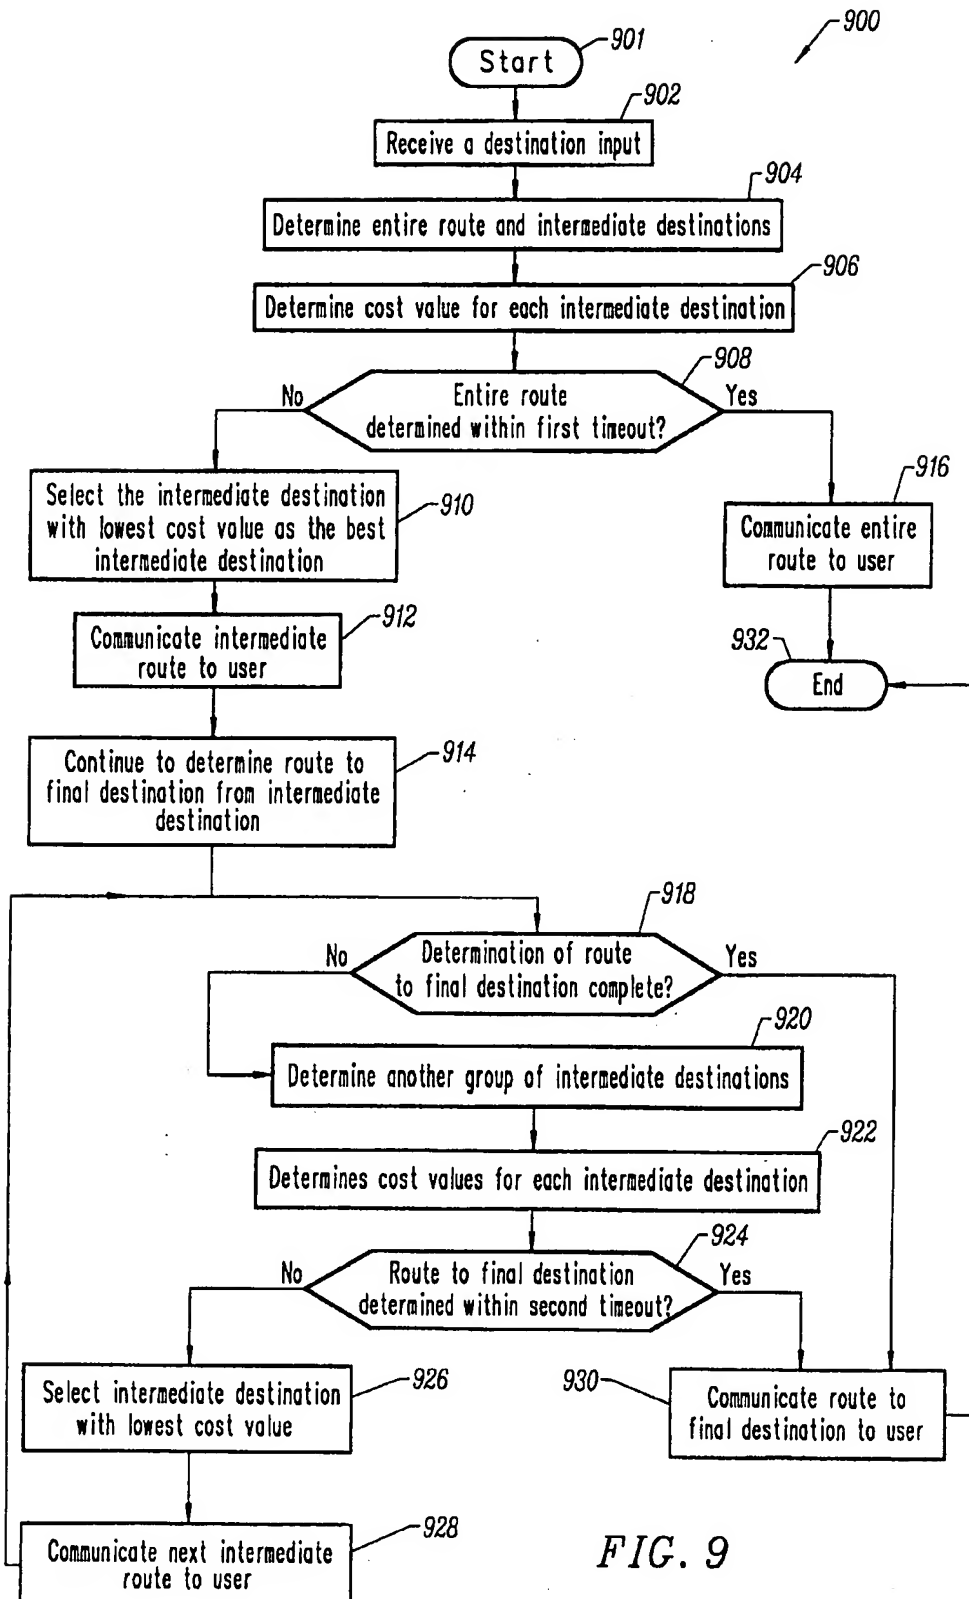 900
901
Start
902
Receive a destination input
904
Determine entire route and intermediate destinations
906
Determine cost value for each intermediate destination
908
No
Entire route
determined within first timeout?
Yes
Select the intermediate destination
with lowest cost value as the best
intermediate destination
910
916
Communicate entire
route to user
Communicate intermediate
route to user
912
932
End
Continue to determine route to
final destination from intermediate
destination
914
918
No
Determination of route
to final destination complete?
Yes
920
Determine another group of intermediate destinations
922
Determines cost values for each intermediate destination
924
No
Route to final destination
determined within second timeout?
Yes
Select intermediate destination
with lowest cost value
926
930
Communicate route to
final destination to user
Communicate next intermediate
route to user
928
FIG. 9